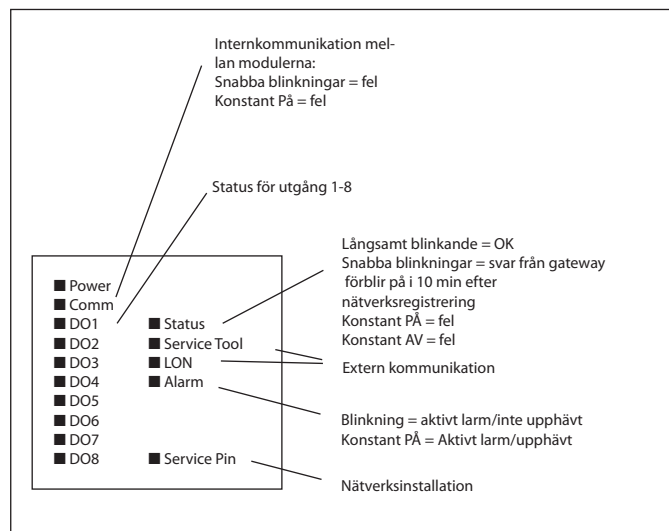 Internkommunikation mel-
lan modulerna:
Snabba blinkningar = fel
Konstant På = fel
Status för utgång 1-8
Långsamt blinkande = OK
Snabba blinkningar = svar från gateway
förblir på i 10 min efter
nätverksregistrering
Konstant PÅ = fel
Konstant AV = fel
Extern kommunikation
Blinkning = aktivt larm/inte upphävt
Konstant PÅ = Aktivt larm/upphävt
Nätverksinstallation
Power
Comm
DO1
DO2
DO3
DO4
DO5
DO6
DO7
DO8
Status
Service Tool
LON
Alarm
Service Pin